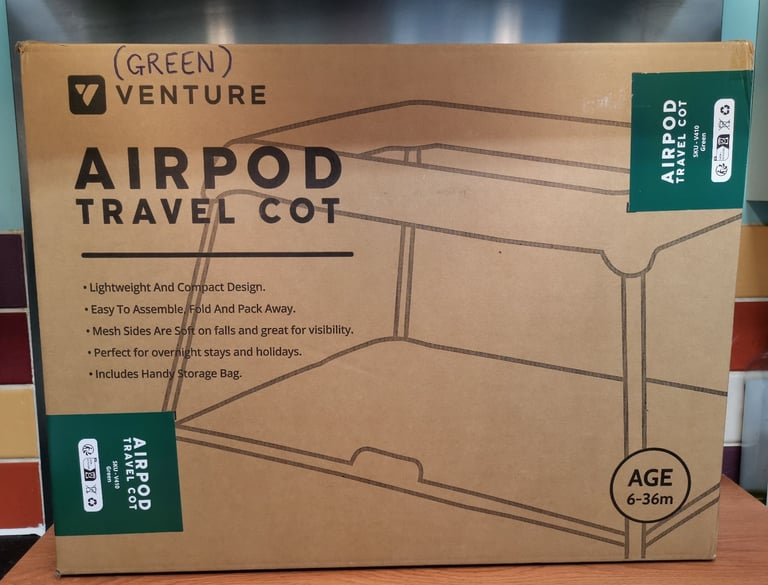 (GREEN)
VENTURE
AIRPOD
TRAVEL COT
• Lightweight And Compact Design.
• Easy To Assemble, Fold And Pack Away.
• Mesh Sides Are Soft on falls and great for visibility.
• Perfect for overnight stays and holidays.
• Includes Handy Storage Bag.
AIRPOD
TRAVEL COT
SKU - V410
Green
AIRPOD
TRAVEL COT
SKU - V410
Green
AGE
6-36m